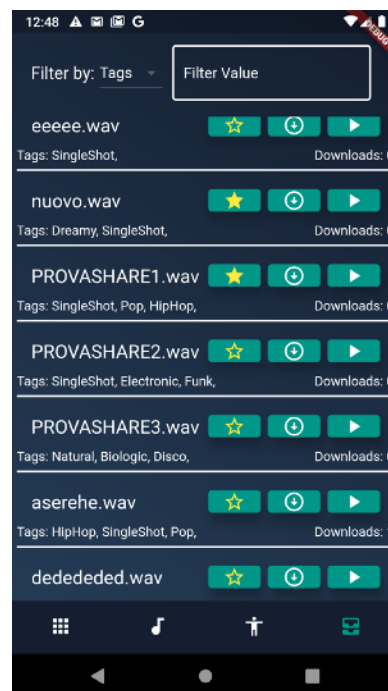 12:48 G
DEBUG
Filter by: Tags Filter Value
eeeee.wav
Tags: SingleShot, Downloads:
nuovo.wav
Tags: Dreamy, SingleShot, Downloads:
PROVASHARE1.wav
Tags: SingleShot, Pop, HipHop, Downloads:
PROVASHARE2.wav
Tags: SingleShot, Electronic, Funk, Downloads:
PROVASHARE3.wav
Tags: Natural, Biologic, Disco, Downloads:
aserehe.wav
Tags: HipHop, SingleShot, Pop, Downloads:
dedededed.wav